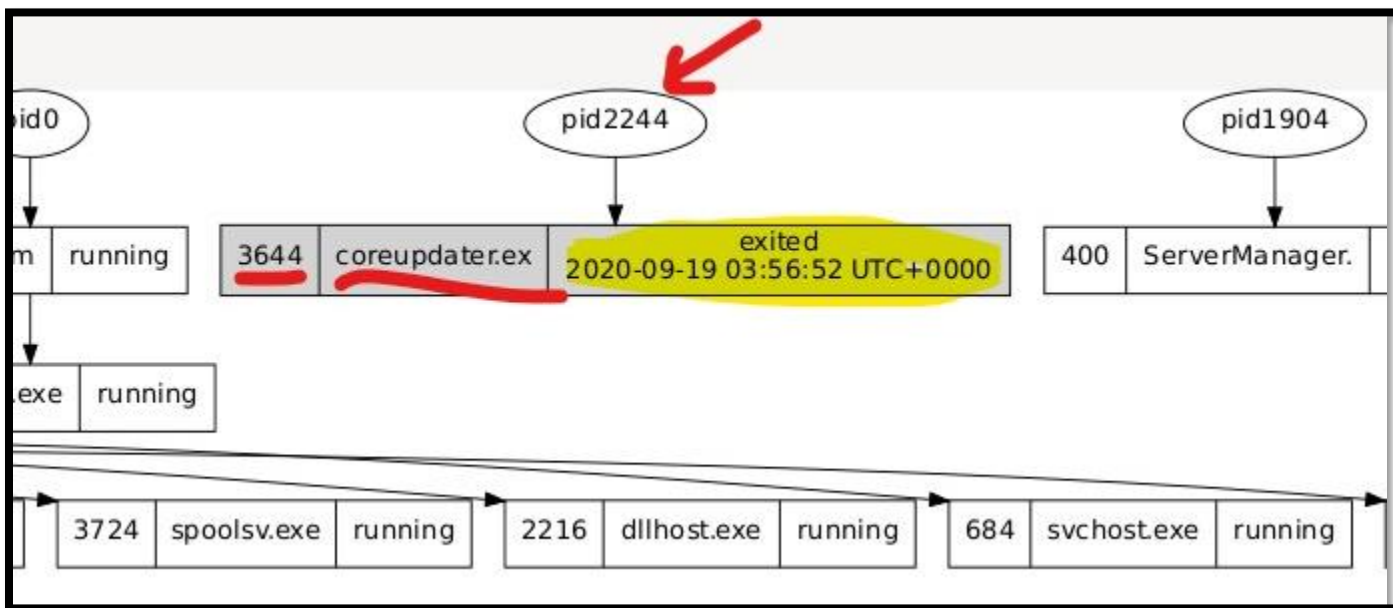 id0
pid2244
pid1904
m running
3644 coreupdater.ex exited
2020-09-19 03:56:52 UTC+0000
400 ServerManager.
.exe running
3724 spoolsv.exe running
2216 dllhost.exe running
684 svchost.exe running